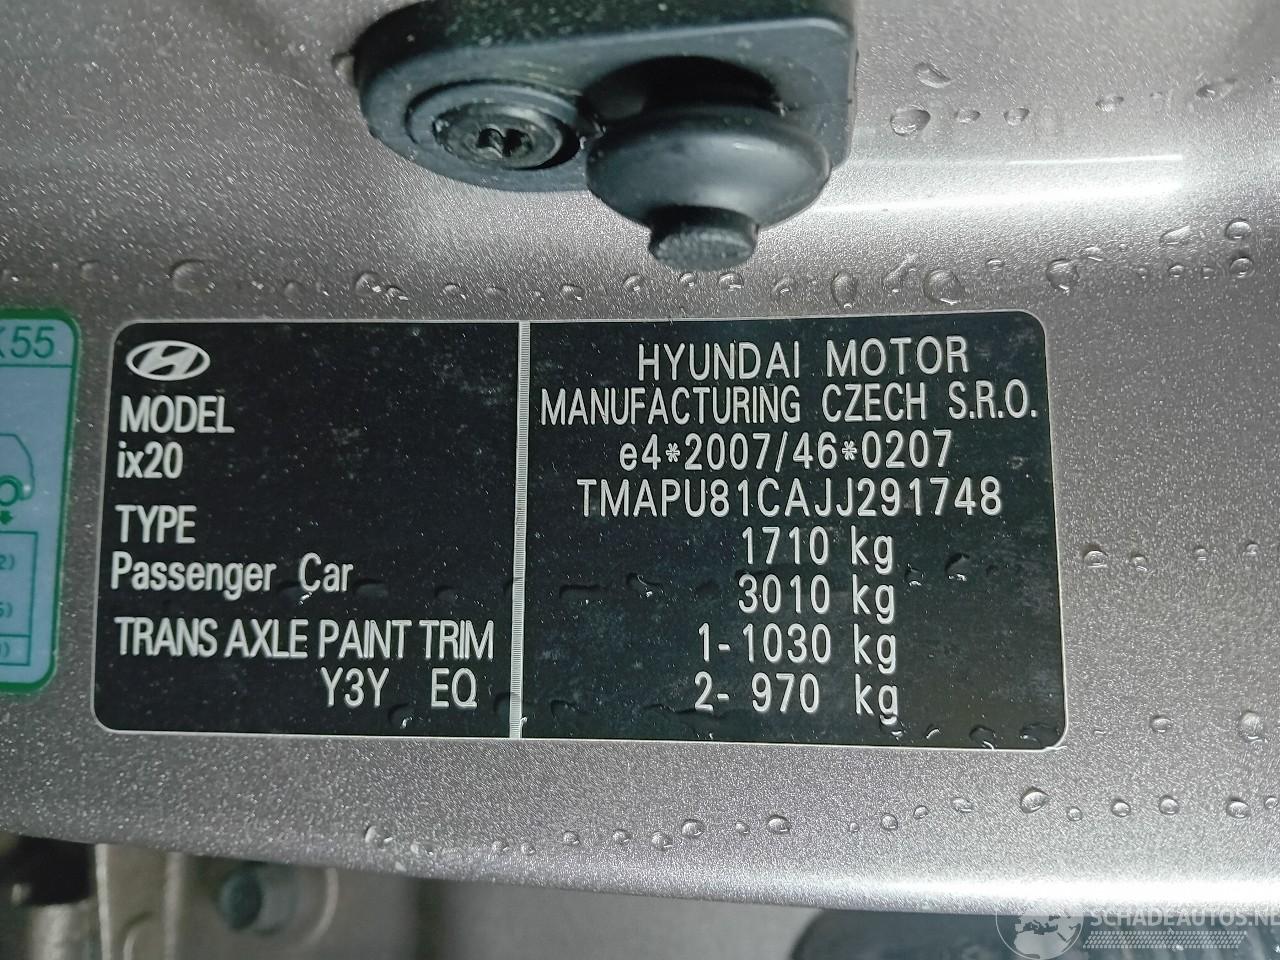 K55
MODEL
ix20
TYPE
Passenger Car
TRANS AXLE PAINT TRIM
Y3Y EQ
HYUNDAI MOTOR
MANUFACTURING CZECH S.R.O.
e4*2007/46*0207
TMAPU81CAJJ291748
1710 kg
3010 kg
1- 1030 kg
2- 970 kg
SCHADEAUTOS.NL